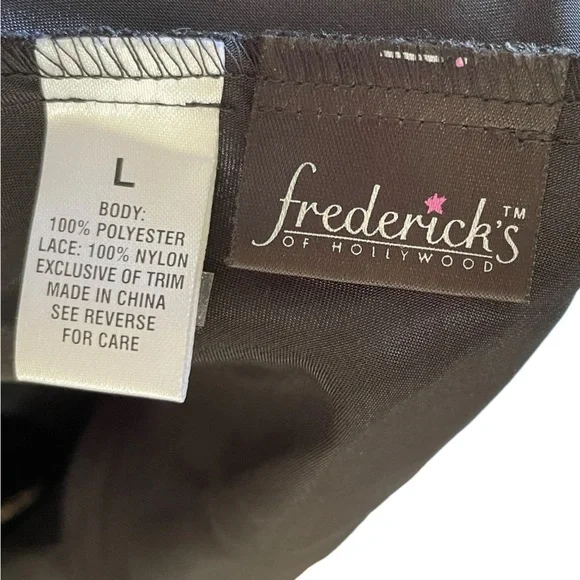 L
BODY:
100% POLYESTER
LACE: 100% NYLON
EXCLUSIVE OF TRIM
MADE IN CHINA
SEE REVERSE
FOR CARE
frederick's™
OF HOLLYWOOD